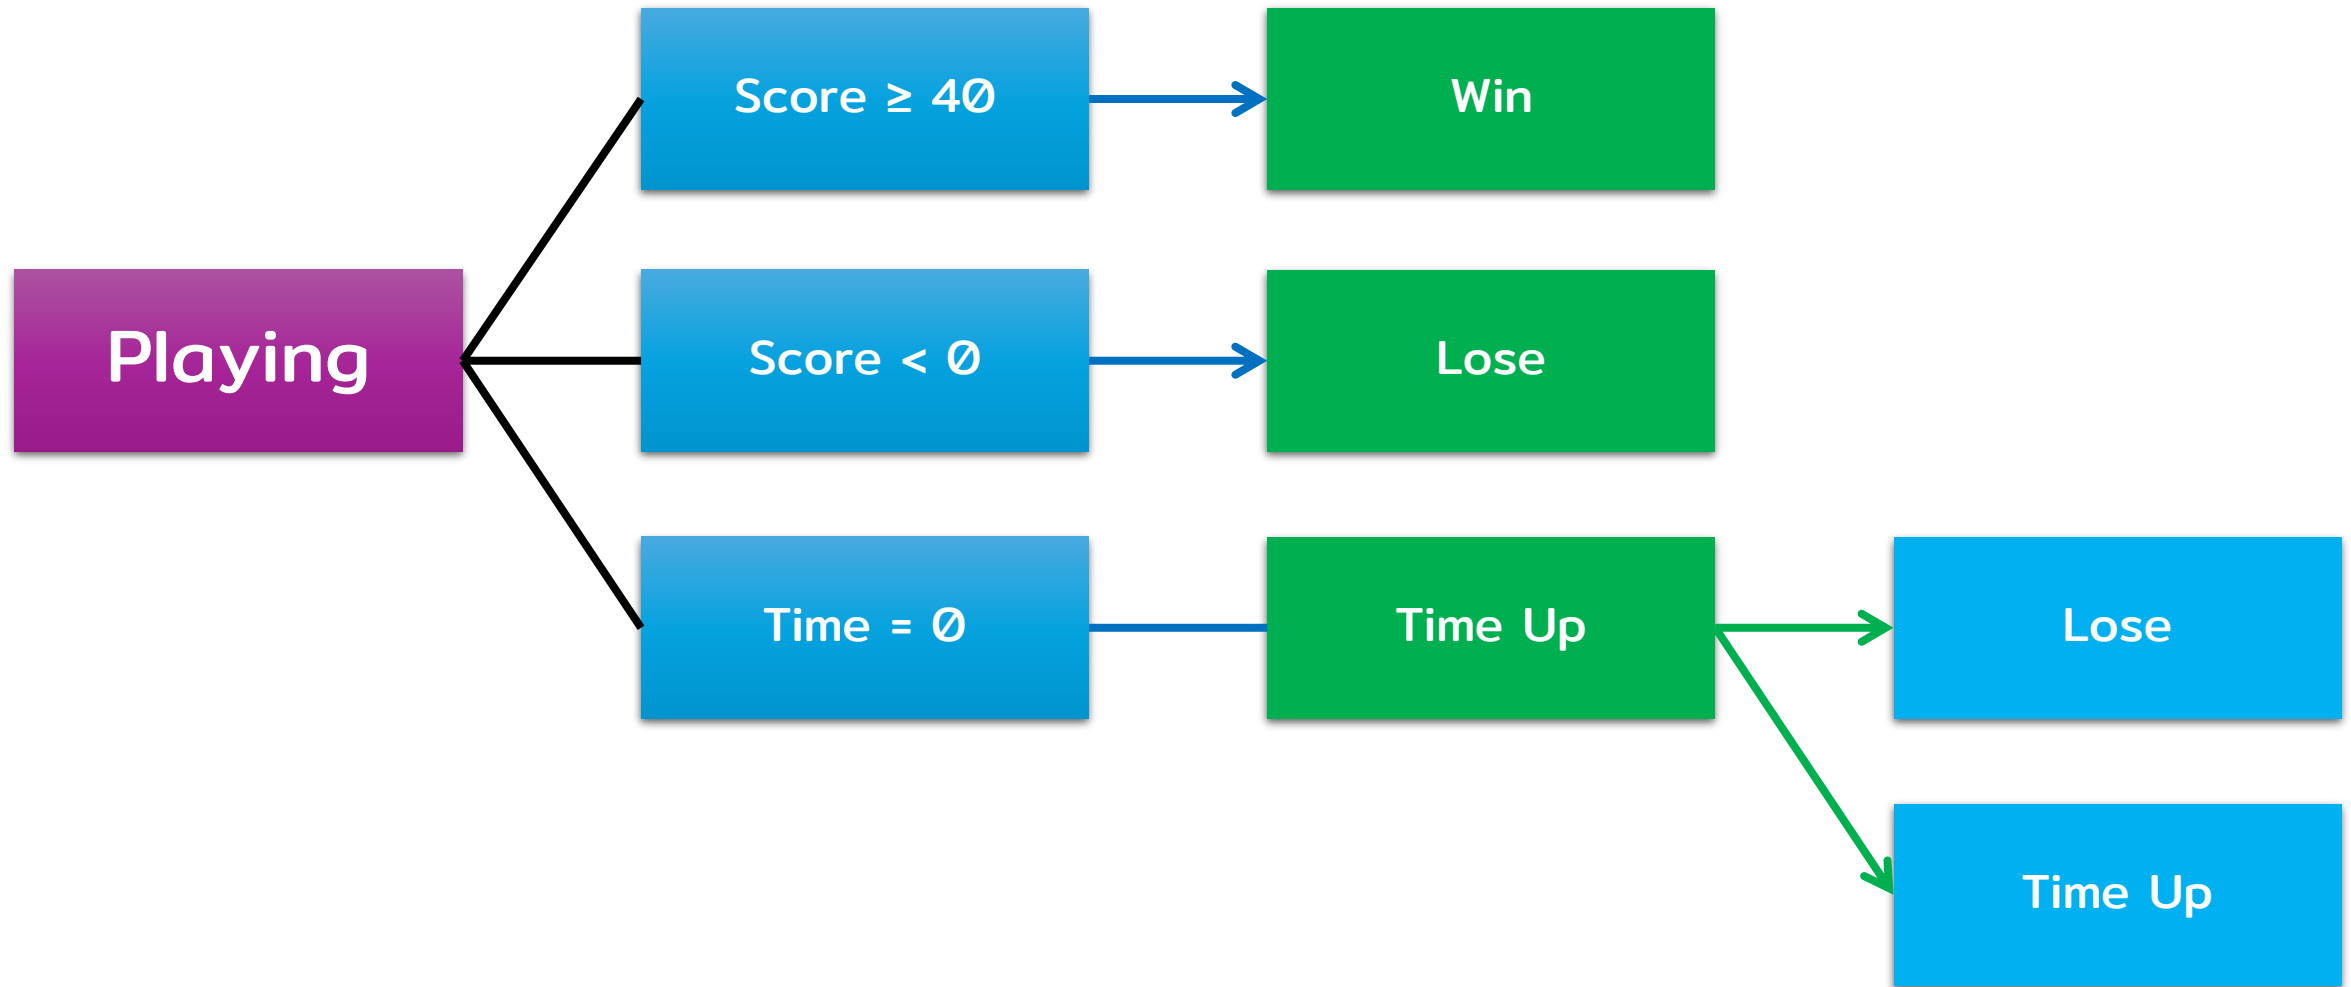 Score ≥ 40
Win
Playing
Score < 0
Lose
Time = 0
Time Up
Lose
Time Up